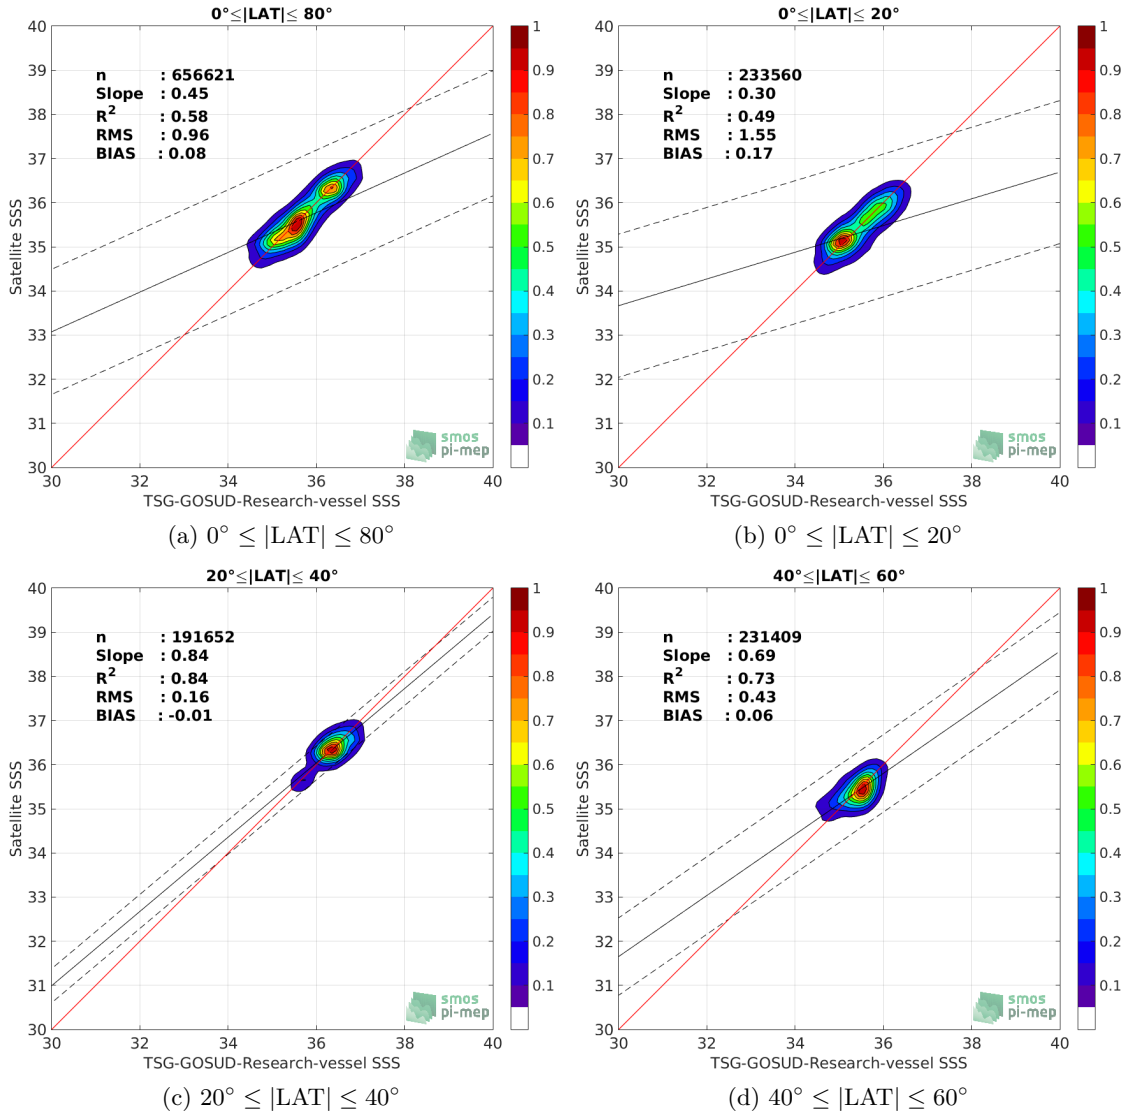 0°≤|LAT|≤ 80°
n : 656621
Slope : 0.45
R² : 0.58
RMS : 0.96
BIAS : 0.08
40
39
38
37
36
35
34
33
32
31
30
Satellite SSS
30 32 34 36 38 40
TSG-GOSUD-Research-vessel SSS
1
0.9
0.8
0.7
0.6
0.5
0.4
0.3
0.2
0.1
smos
pi-mep
(a) 0° ≤ |LAT| ≤ 80°
0°≤|LAT|≤ 20°
n : 233560
Slope : 0.30
R² : 0.49
RMS : 1.55
BIAS : 0.17
40
39
38
37
36
35
34
33
32
31
30
Satellite SSS
30 32 34 36 38 40
TSG-GOSUD-Research-vessel SSS
1
0.9
0.8
0.7
0.6
0.5
0.4
0.3
0.2
0.1
smos
pi-mep
(b) 0° ≤ |LAT| ≤ 20°
20°≤|LAT|≤ 40°
n : 191652
Slope : 0.84
R² : 0.84
RMS : 0.16
BIAS : -0.01
40
39
38
37
36
35
34
33
32
31
30
Satellite SSS
30 32 34 36 38 40
TSG-GOSUD-Research-vessel SSS
1
0.9
0.8
0.7
0.6
0.5
0.4
0.3
0.2
0.1
smos
pi-mep
(c) 20° ≤ |LAT| ≤ 40°
40°≤|LAT|≤ 60°
n : 231409
Slope : 0.69
R² : 0.73
RMS : 0.43
BIAS : 0.06
40
39
38
37
36
35
34
33
32
31
30
Satellite SSS
30 32 34 36 38 40
TSG-GOSUD-Research-vessel SSS
1
0.9
0.8
0.7
0.6
0.5
0.4
0.3
0.2
0.1
smos
pi-mep
(d) 40° ≤ |LAT| ≤ 60°